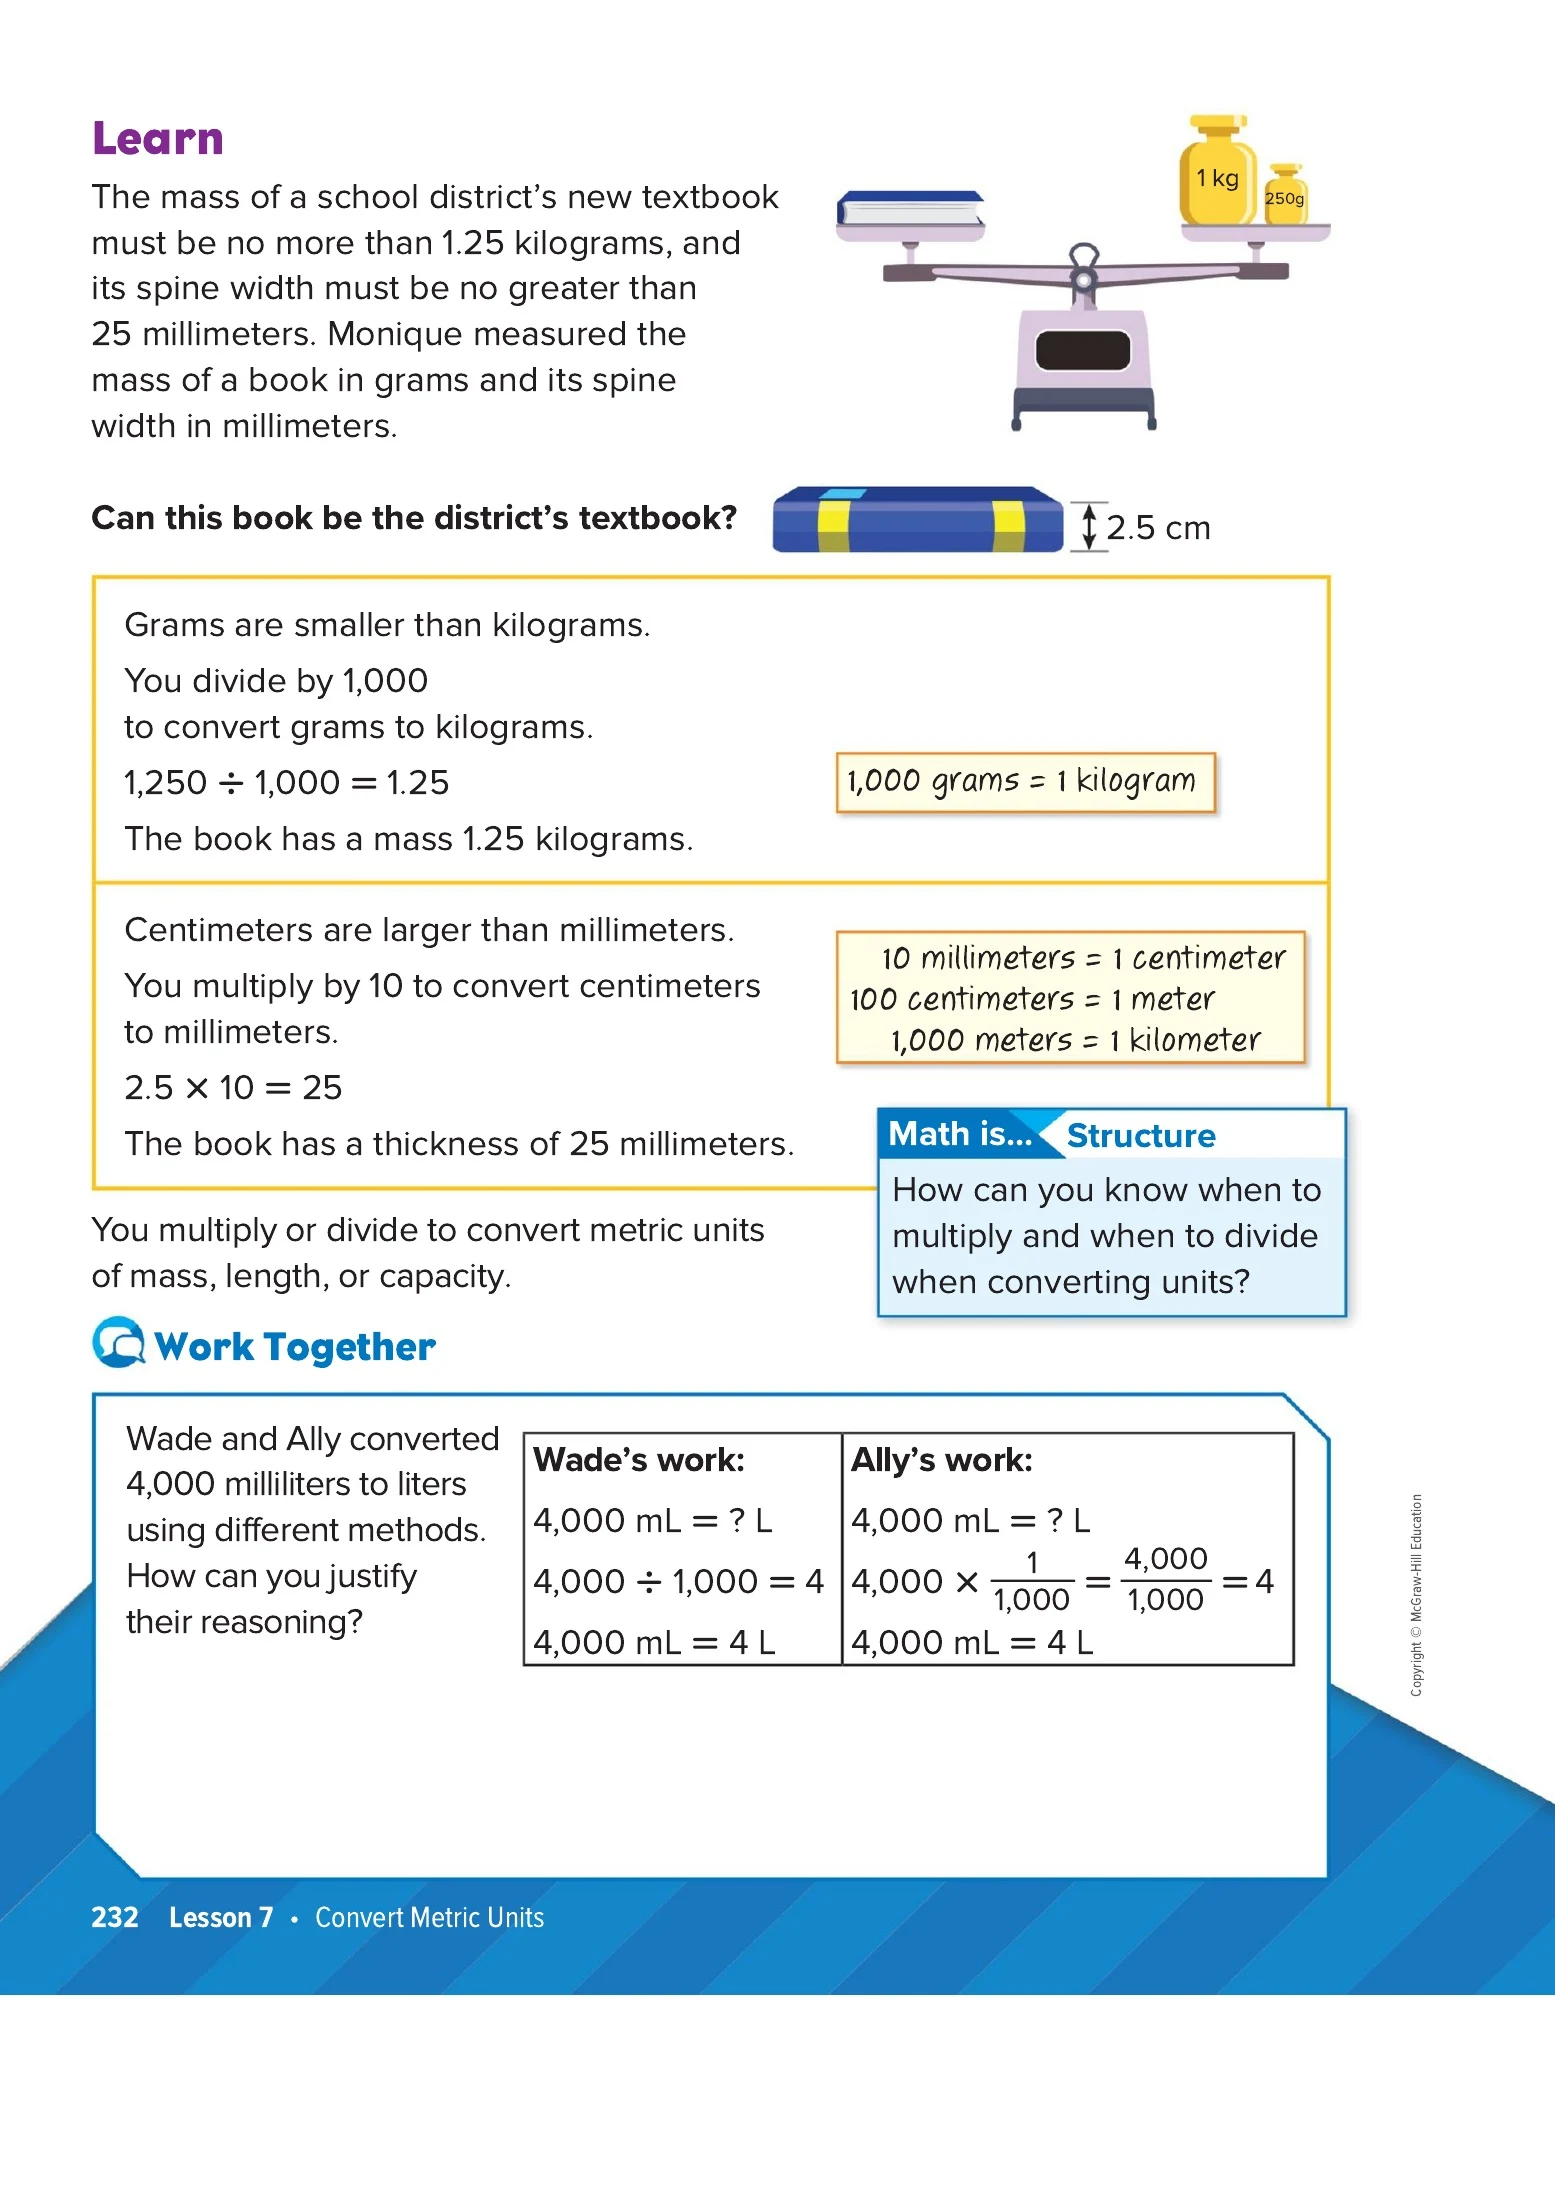 Learn
The mass of a school district's new textbook
must be no more than 1.25 kilograms, and
its spine width must be no greater than
25 millimeters. Monique measured the
mass of a book in grams and its spine
width in millimeters.
1 kg
250g
Can this book be the district's textbook?
2.5 cm
Grams are smaller than kilograms.
You divide by 1,000
to convert grams to kilograms.
1,250 ÷ 1,000 = 1.25
The book has a mass 1.25 kilograms.
1,000 grams = 1 kilogram
Centimeters are larger than millimeters.
You multiply by 10 to convert centimeters
to millimeters.
2.5 × 10 = 25
The book has a thickness of 25 millimeters.
10 millimeters = 1 centimeter
100 centimeters = 1 meter
1,000 meters = 1 kilometer
Math is... Structure
How can you know when to
multiply and when to divide
when converting units?
You multiply or divide to convert metric units
of mass, length, or capacity.
Work Together
Wade and Ally converted
4,000 milliliters to liters
using different methods.
How can you justify
their reasoning?
Wade's work:
4,000 mL = ? L
4,000 ÷ 1,000 = 4
4,000 mL = 4 L
Ally's work:
4,000 mL = ? L
4,000 × 1/1,000 = 4,000/1,000 = 4
4,000 mL = 4 L
Copyright © McGraw-Hill Education
232 Lesson 7 • Convert Metric Units